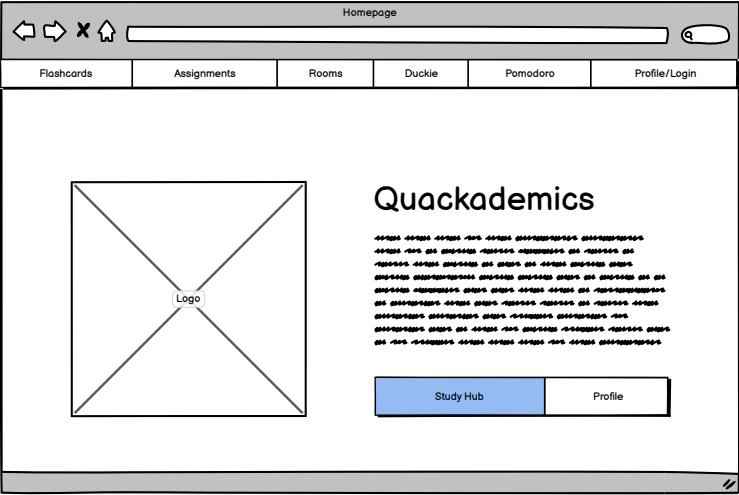 Homepage
Flashcards Assignments Rooms Duckie Pomodoro Profile/Login
Logo
Quackademics
Study Hub Profile